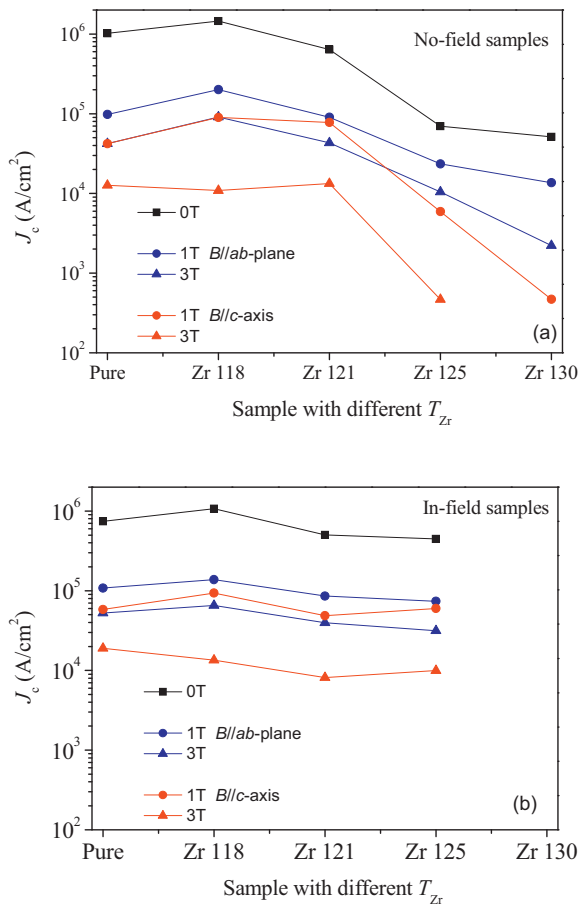 No-field samples
10^6
10^5
10^4
10^3
10^2
J_c (A/cm^2)
0T
1T B//ab-plane
3T
1T B//c-axis
3T
(a)
Pure Zr 118 Zr 121 Zr 125 Zr 130
Sample with different T_Zr
In-field samples
10^6
10^5
10^4
10^3
10^2
J_c (A/cm^2)
0T
1T B//ab-plane
3T
1T B//c-axis
3T
(b)
Pure Zr 118 Zr 121 Zr 125 Zr 130
Sample with different T_Zr